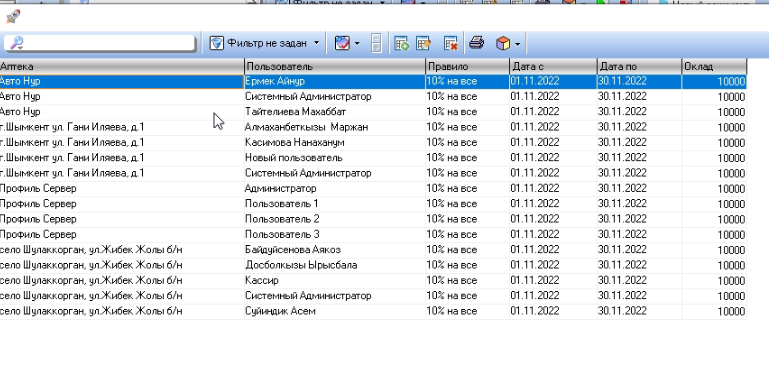 Фильтр не задан
Аптека Пользователь Правило Дата с Дата по Оклад
Авто Нур Ермек Айнур 10% на все 01.11.2022 30.11.2022 10000
Авто Нур Системный Администратор 10% на все 01.11.2022 30.11.2022 10000
Авто Нур Тайтелиева Махаббат 10% на все 01.11.2022 30.11.2022 10000
г.Шымкент ул. Гани Иляева, д.1 Алмаханбеткызы Маржан 10% на все 01.11.2022 30.11.2022 10000
г.Шымкент ул. Гани Иляева, д.1 Касимова Нанаханум 10% на все 01.11.2022 30.11.2022 10000
г.Шымкент ул. Гани Иляева, д.1 Новый пользователь 10% на все 01.11.2022 30.11.2022 10000
г.Шымкент ул. Гани Иляева, д.1 Системный Администратор 10% на все 01.11.2022 30.11.2022 10000
Профиль Сервер Администратор 10% на все 01.11.2022 30.11.2022 10000
Профиль Сервер Пользователь 1 10% на все 01.11.2022 30.11.2022 10000
Профиль Сервер Пользователь 2 10% на все 01.11.2022 30.11.2022 10000
Профиль Сервер Пользователь 3 10% на все 01.11.2022 30.11.2022 10000
село Шулаккорган, ул.Жибек Жолы б/н Байдуйсенова Аякоз 10% на все 01.11.2022 30.11.2022 10000
село Шулаккорган, ул.Жибек Жолы б/н Досболкызы Ырысбала 10% на все 01.11.2022 30.11.2022 10000
село Шулаккорган, ул.Жибек Жолы б/н Кассир 10% на все 01.11.2022 30.11.2022 10000
село Шулаккорган, ул.Жибек Жолы б/н Системный Администратор 10% на все 01.11.2022 30.11.2022 10000
село Шулаккорган, ул.Жибек Жолы б/н Суйиндик Асем 10% на все 01.11.2022 30.11.2022 10000